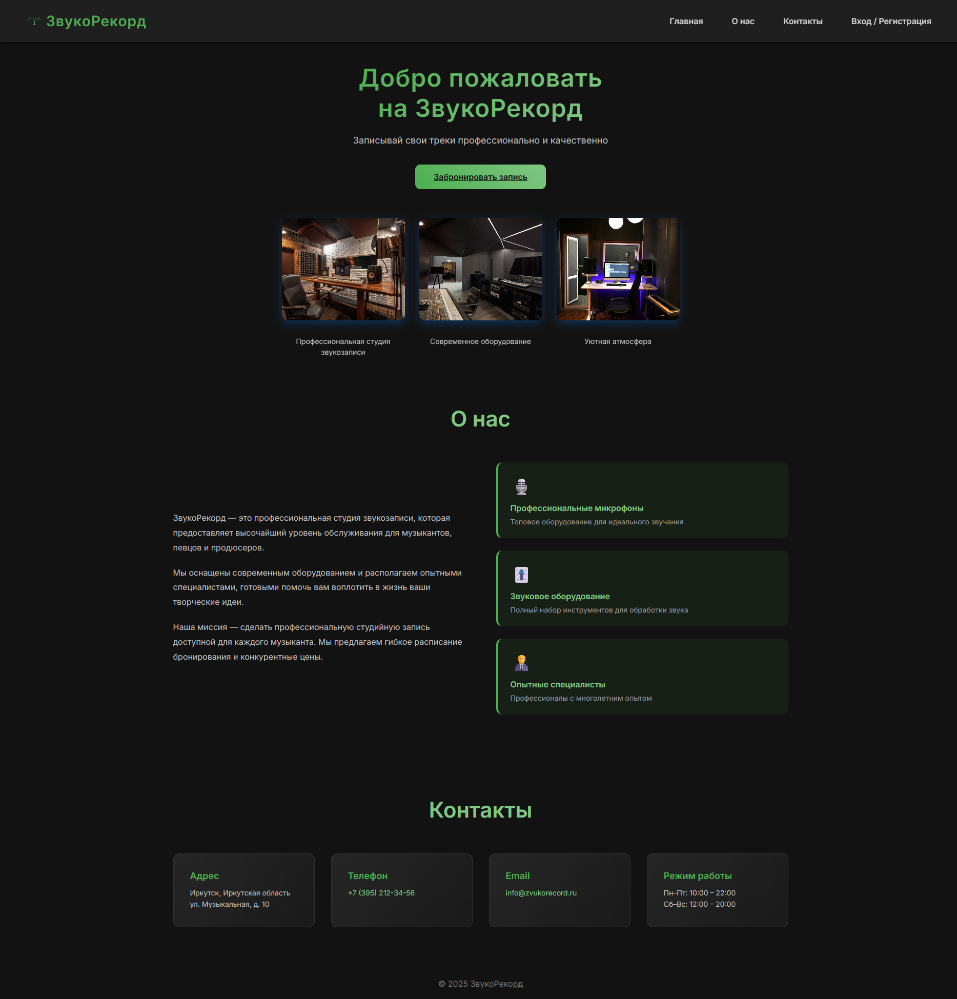 ЗвукоРекорд
Главная
О нас
Контакты
Вход / Регистрация
Добро пожаловать
на ЗвукоРекорд
Записывай свои треки профессионально и качественно
Забронировать запись
Профессиональная студия
звукозаписи
Современное оборудование
Уютная атмосфера
О нас
ЗвукоРекорд — это профессиональная студия звукозаписи, которая
предоставляет высочайший уровень обслуживания для музыкантов,
певцов и продюсеров.
Мы оснащены современным оборудованием и располагаем опытными
специалистами, готовыми помочь вам воплотить в жизнь ваши
творческие идеи.
Наша миссия — сделать профессиональную студийную запись
доступной для каждого музыканта. Мы предлагаем гибкое расписание
бронирования и конкурентные цены.
Профессиональные микрофоны
Топовое оборудование для идеального звучания
Звуковое оборудование
Полный набор инструментов для обработки звука
Опытные специалисты
Профессионалы с многолетним опытом
Контакты
Адрес
Иркутск, Иркутская область
ул. Музыкальная, д. 10
Телефон
+7 (395) 212-34-56
Email
info@zvukorecord.ru
Режим работы
Пн–Пт: 10:00 – 22:00
Сб–Вс: 12:00 – 20:00
© 2025 ЗвукоРекорд